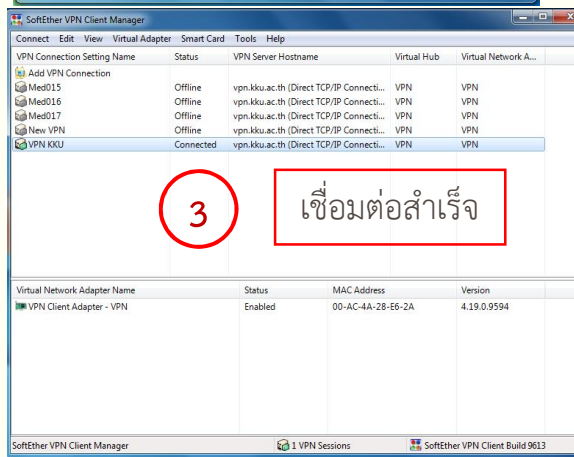 SoftEther VPN Client Manager
Connect Edit View Virtual Adapter Smart Card Tools Help
VPN Connection Setting Name Status VPN Server Hostname Virtual Hub Virtual Network A...
Add VPN Connection
Med015 Offline vpn.kku.ac.th (Direct TCP/IP Connecti... VPN VPN
Med016 Offline vpn.kku.ac.th (Direct TCP/IP Connecti... VPN VPN
Med017 Offline vpn.kku.ac.th (Direct TCP/IP Connecti... VPN VPN
New VPN Offline vpn.kku.ac.th (Direct TCP/IP Connecti... VPN VPN
VPN KKU Connected vpn.kku.ac.th (Direct TCP/IP Connecti... VPN VPN
3 เชื่อมต่อสำเร็จ
Virtual Network Adapter Name Status MAC Address Version
VPN Client Adapter - VPN Enabled 00-AC-4A-28-E6-2A 4.19.0.9594
SoftEther VPN Client Manager 1 VPN Sessions SoftEther VPN Client Build 9613